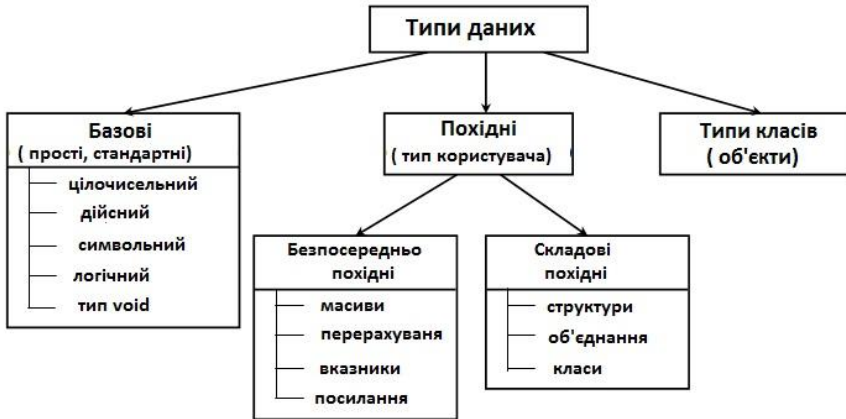 Типи даних
Базові
( прості, стандартні)
цілочисельний
дійсний
символьний
логічний
тип void
Похідні
( тип користувача)
Безпосередньо
похідні
масиви
перерахуваня
вказники
посилання
Складові
похідні
структури
об'єднання
класи
Типи класів
( об'єкти)